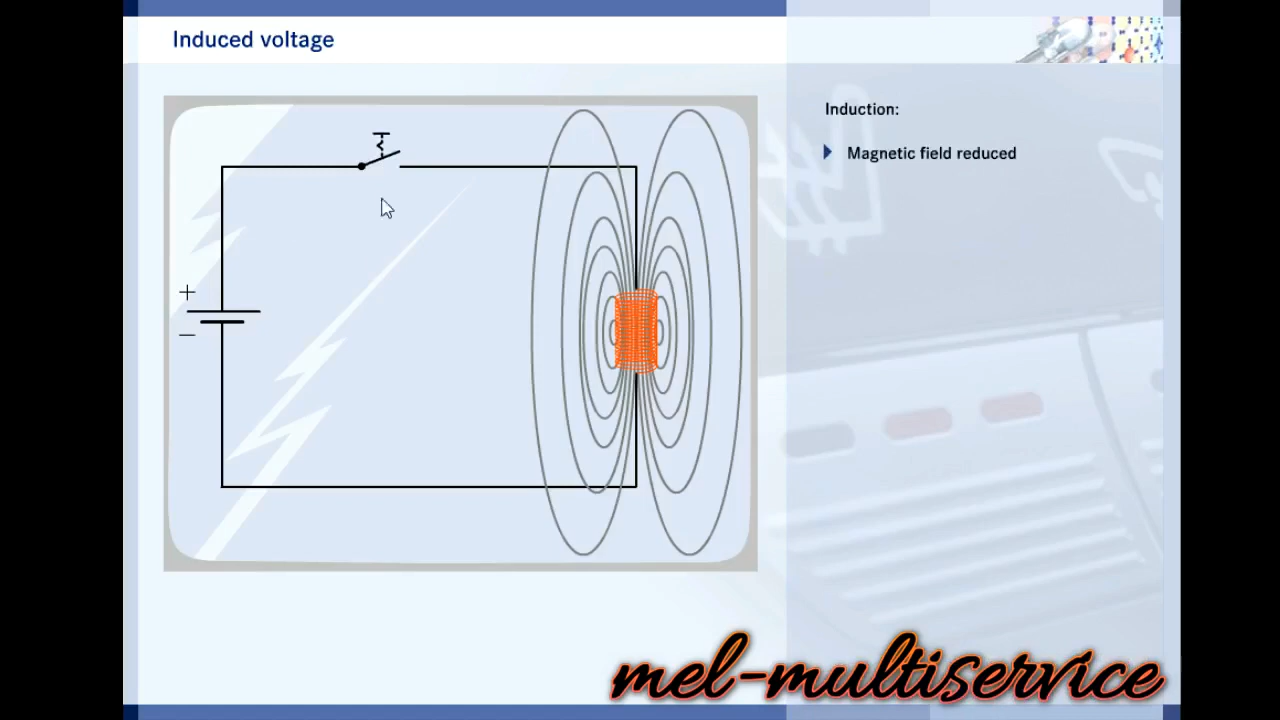 Induced voltage
Induction:
Magnetic field reduced
+
−
mel-multiservice